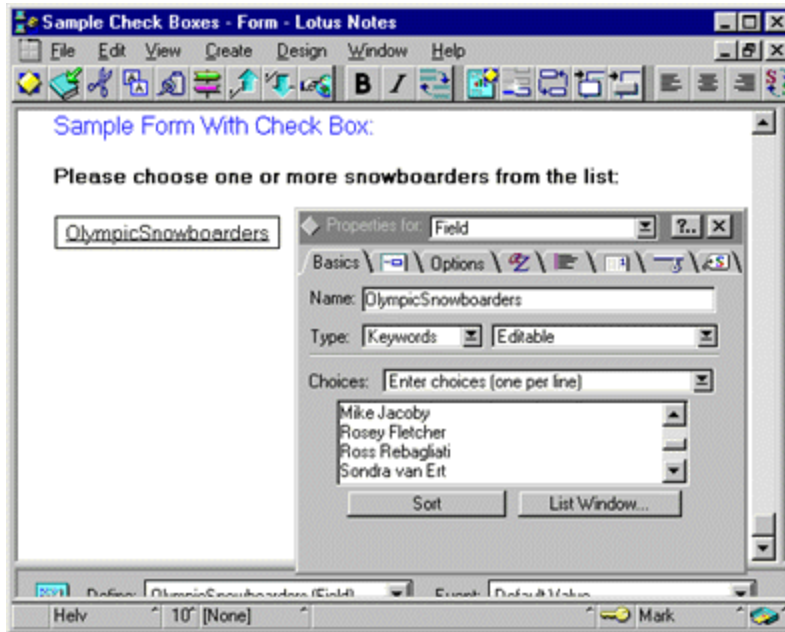 Sample Check Boxes - Form - Lotus Notes
File Edit View Create Design Window Help
B I
Sample Form With Check Box:
Please choose one or more snowboarders from the list:
OlympicSnowboarders
Properties for: Field ?..
Basics Options
Name: OlympicSnowboarders
Type: Keywords Editable
Choices: Enter choices (one per line)
Mike Jacoby
Rosey Fletcher
Ross Rebagliati
Sondra van Ert
Sort List Window...
Define: OlympicSnowboarders (Field) Event: Default Value
Helv 10 [None] Mark